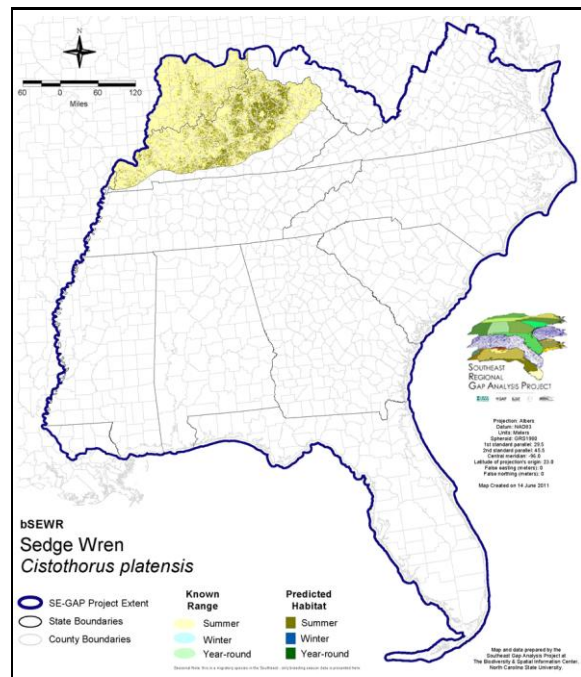 N
60 0 60 120
Miles
SOUTHEAST
REGIONAL
GAP ANALYSIS PROJECT
Projection: Albers
Datum: NAD83
Units: Meters
Spheroid: GRS1980
1st standard parallel: 29.5
2nd standard parallel: 45.5
Central meridian: -96.0
Latitude of projection's origin: 23.0
False easting (meters): 0
False northing (meters): 0
Map Created on 14 June 2011
bSEWR
Sedge Wren
Cistothorus platensis
SE-GAP Project Extent
State Boundaries
County Boundaries
Known
Range
Summer
Winter
Year-round
Predicted
Habitat
Summer
Winter
Year-round
Map and data prepared by the
Southeast Gap Analysis Project at
The Biodiversity & Spatial Information Center,
North Carolina State University.